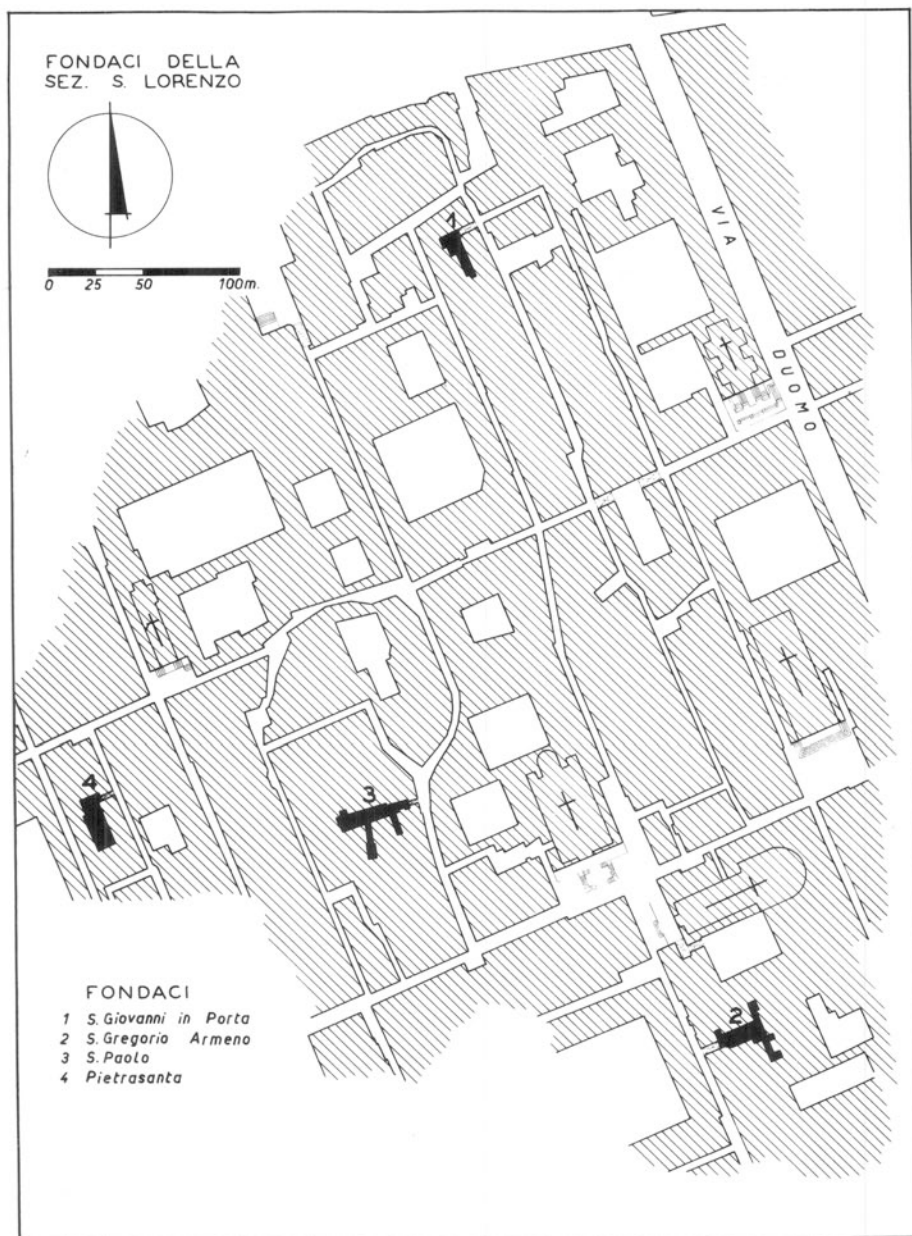 FONDACI DELLA
SEZ. S. LORENZO
0 25 50 100m.
1
VIA DUOMO
4
3
2
FONDACI
1 S. Giovanni in Porta
2 S. Gregorio Armeno
3 S. Paolo
4 Pietrasanta